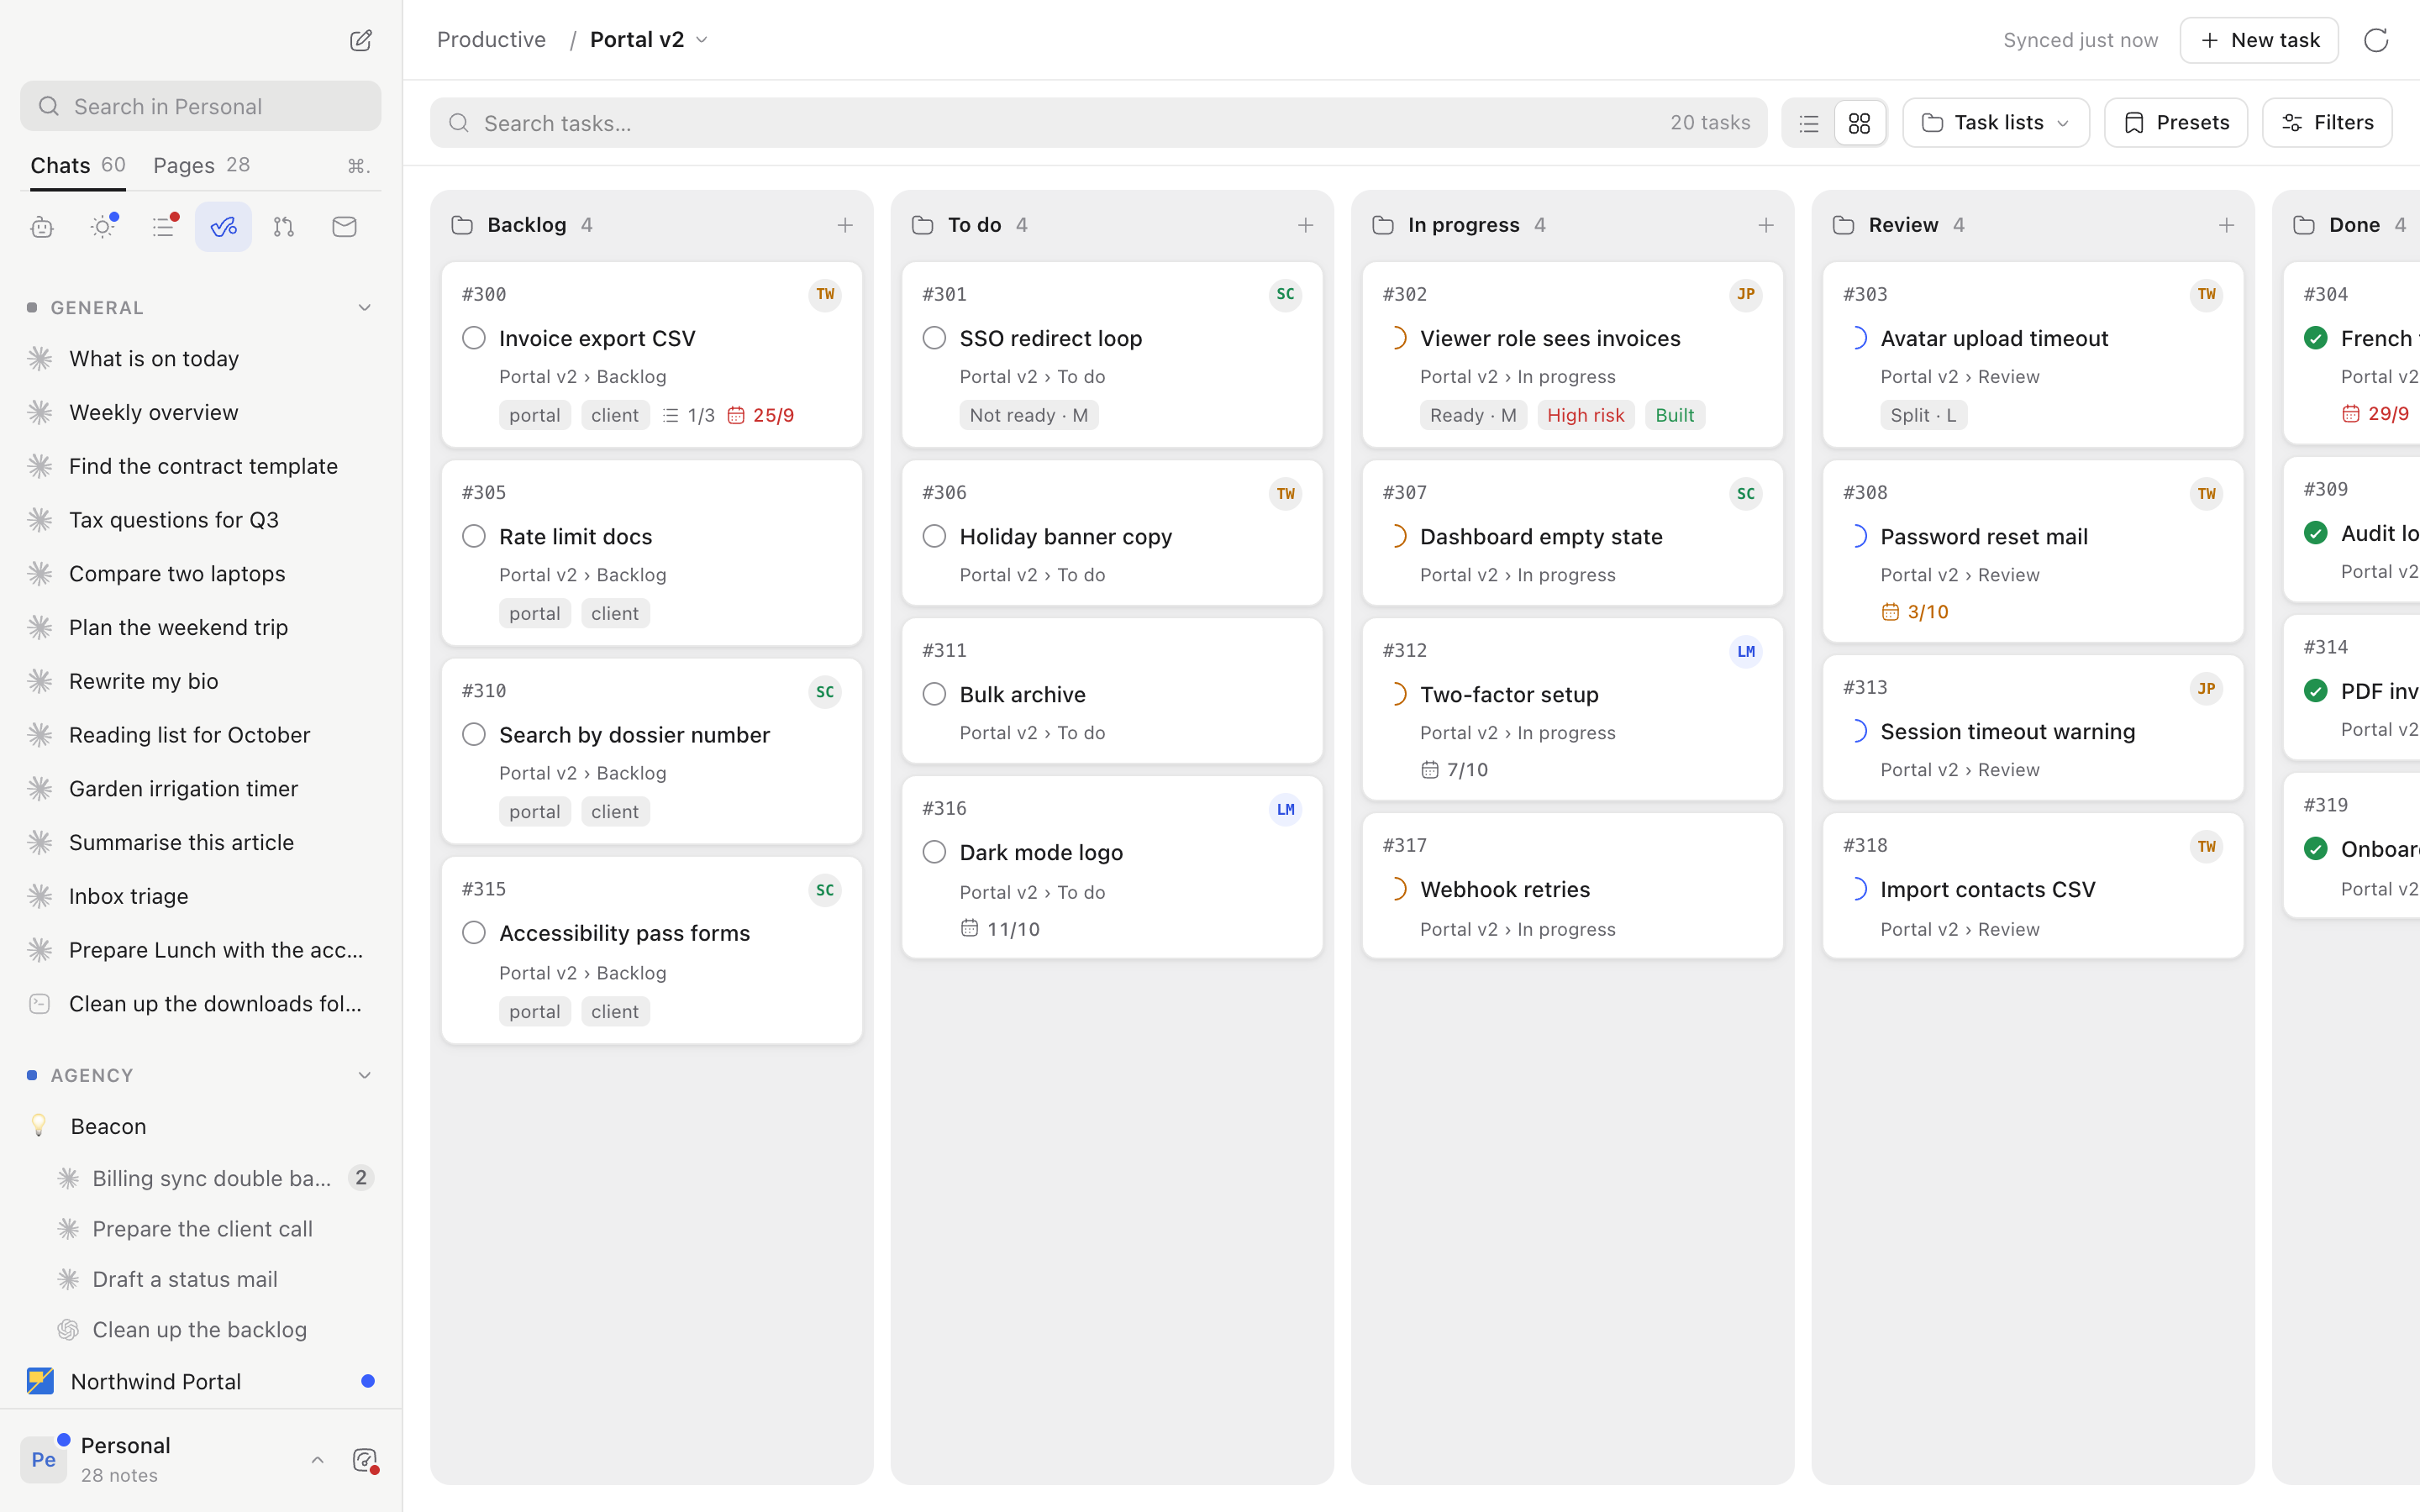 Search in Personal
Chats 60 Pages 28 ⌘.
GENERAL
What is on today
Weekly overview
Find the contract template
Tax questions for Q3
Compare two laptops
Plan the weekend trip
Rewrite my bio
Reading list for October
Garden irrigation timer
Summarise this article
Inbox triage
Prepare Lunch with the acc...
Clean up the downloads fol...
AGENCY
Beacon
Billing sync double ba... 2
Prepare the client call
Draft a status mail
Clean up the backlog
Northwind Portal
Pe Personal
28 notes
Productive / Portal v2
Synced just now
+ New task
Search tasks...
20 tasks
Task lists
Presets
Filters
Backlog 4
#300 TW
Invoice export CSV
Portal v2 › Backlog
portal client 1/3 25/9
#305
Rate limit docs
Portal v2 › Backlog
portal client
#310 SC
Search by dossier number
Portal v2 › Backlog
portal client
#315 SC
Accessibility pass forms
Portal v2 › Backlog
portal client
To do 4
#301 SC
SSO redirect loop
Portal v2 › To do
Not ready · M
#306 TW
Holiday banner copy
Portal v2 › To do
#311
Bulk archive
Portal v2 › To do
#316 LM
Dark mode logo
Portal v2 › To do
11/10
In progress 4
#302 JP
Viewer role sees invoices
Portal v2 › In progress
Ready · M High risk Built
#307 SC
Dashboard empty state
Portal v2 › In progress
#312 LM
Two-factor setup
Portal v2 › In progress
7/10
#317
Webhook retries
Portal v2 › In progress
Review 4
#303 TW
Avatar upload timeout
Portal v2 › Review
Split · L
#308 TW
Password reset mail
Portal v2 › Review
3/10
#313 JP
Session timeout warning
Portal v2 › Review
#318 TW
Import contacts CSV
Portal v2 › Review
Done 4
#304
French
Portal v2
29/9
#309
Audit lo
Portal v2
#314
PDF inv
Portal v2
#319
Onboar
Portal v2